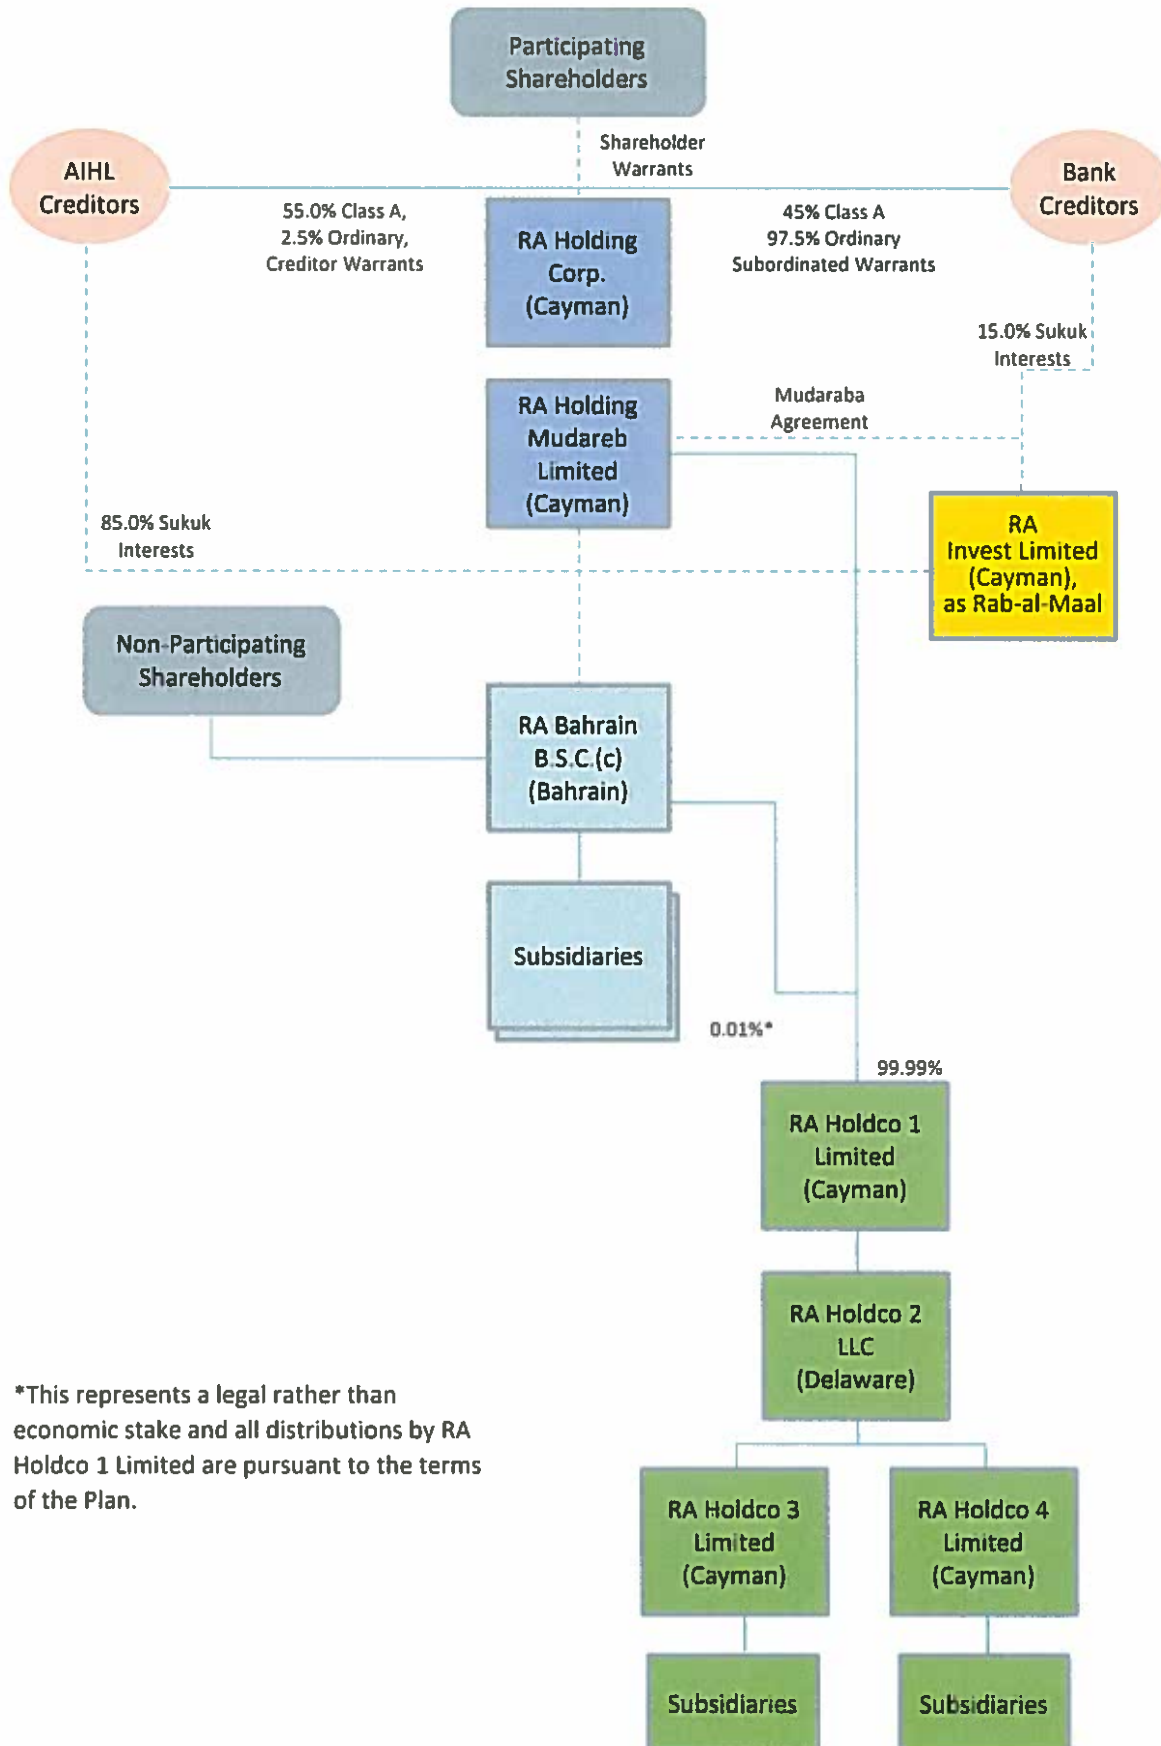 Participating
Shareholders
Shareholder
Warrants
AIHL
Creditors
Bank
Creditors
55.0% Class A,
2.5% Ordinary,
Creditor Warrants
RA Holding
Corp.
(Cayman)
45% Class A
97.5% Ordinary
Subordinated Warrants
15.0% Sukuk
Interests
RA Holding
Mudareb
Limited
(Cayman)
Mudaraba
Agreement
85.0% Sukuk
Interests
RA
Invest Limited
(Cayman),
as Rab-al-Maal
Non-Participating
Shareholders
RA Bahrain
B.S.C.(c)
(Bahrain)
Subsidiaries
0.01%*
99.99%
RA Holdco 1
Limited
(Cayman)
RA Holdco 2
LLC
(Delaware)
*This represents a legal rather than
economic stake and all distributions by RA
Holdco 1 Limited are pursuant to the terms
of the Plan.
RA Holdco 3
Limited
(Cayman)
RA Holdco 4
Limited
(Cayman)
Subsidiaries
Subsidiaries